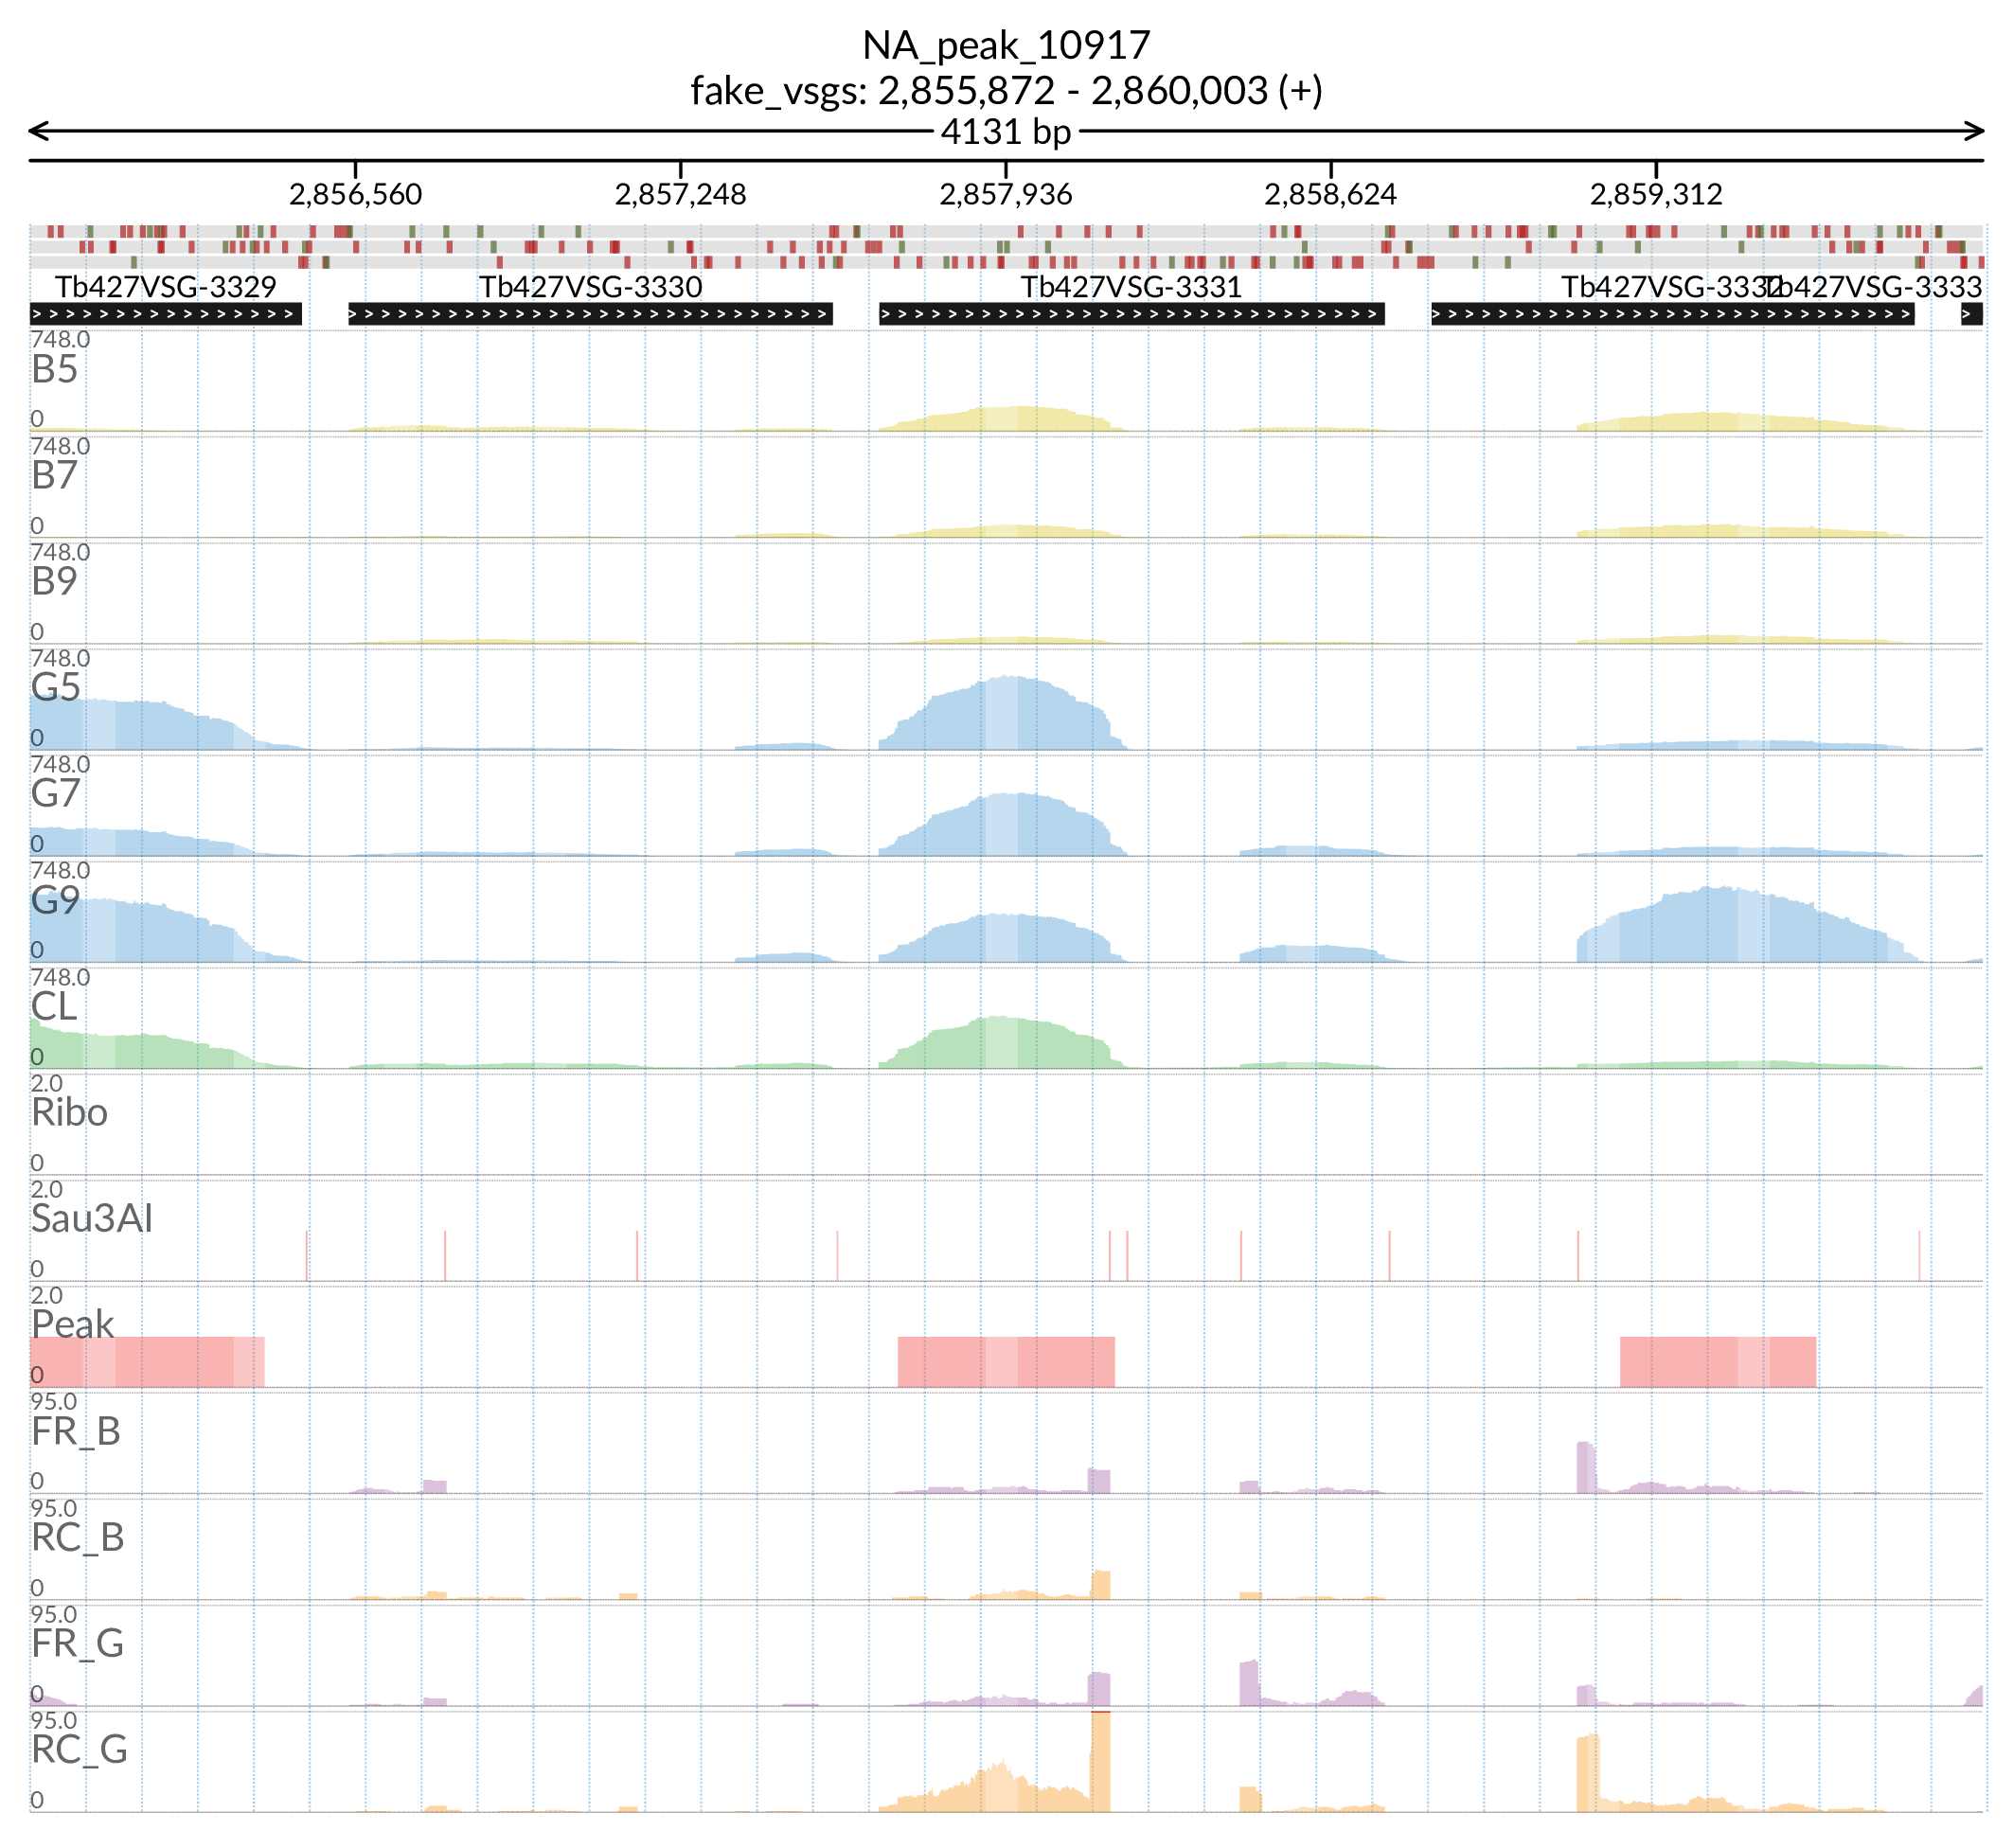 NA_peak_10917
fake_vsgs: 2,855,872 - 2,860,003 (+)
4131 bp
2,856,560 2,857,248 2,857,936 2,858,624 2,859,312
Tb427VSG-3329 Tb427VSG-3330 Tb427VSG-3331 Tb427VSG-3332 Tb427VSG-3333
748.0
B5
0
748.0
B7
0
748.0
B9
0
748.0
G5
0
748.0
G7
0
748.0
G9
0
748.0
CL
0
2.0
Ribo
0
2.0
Sau3AI
0
2.0
Peak
0
95.0
FR_B
0
95.0
RC_B
0
95.0
FR_G
0
95.0
RC_G
0